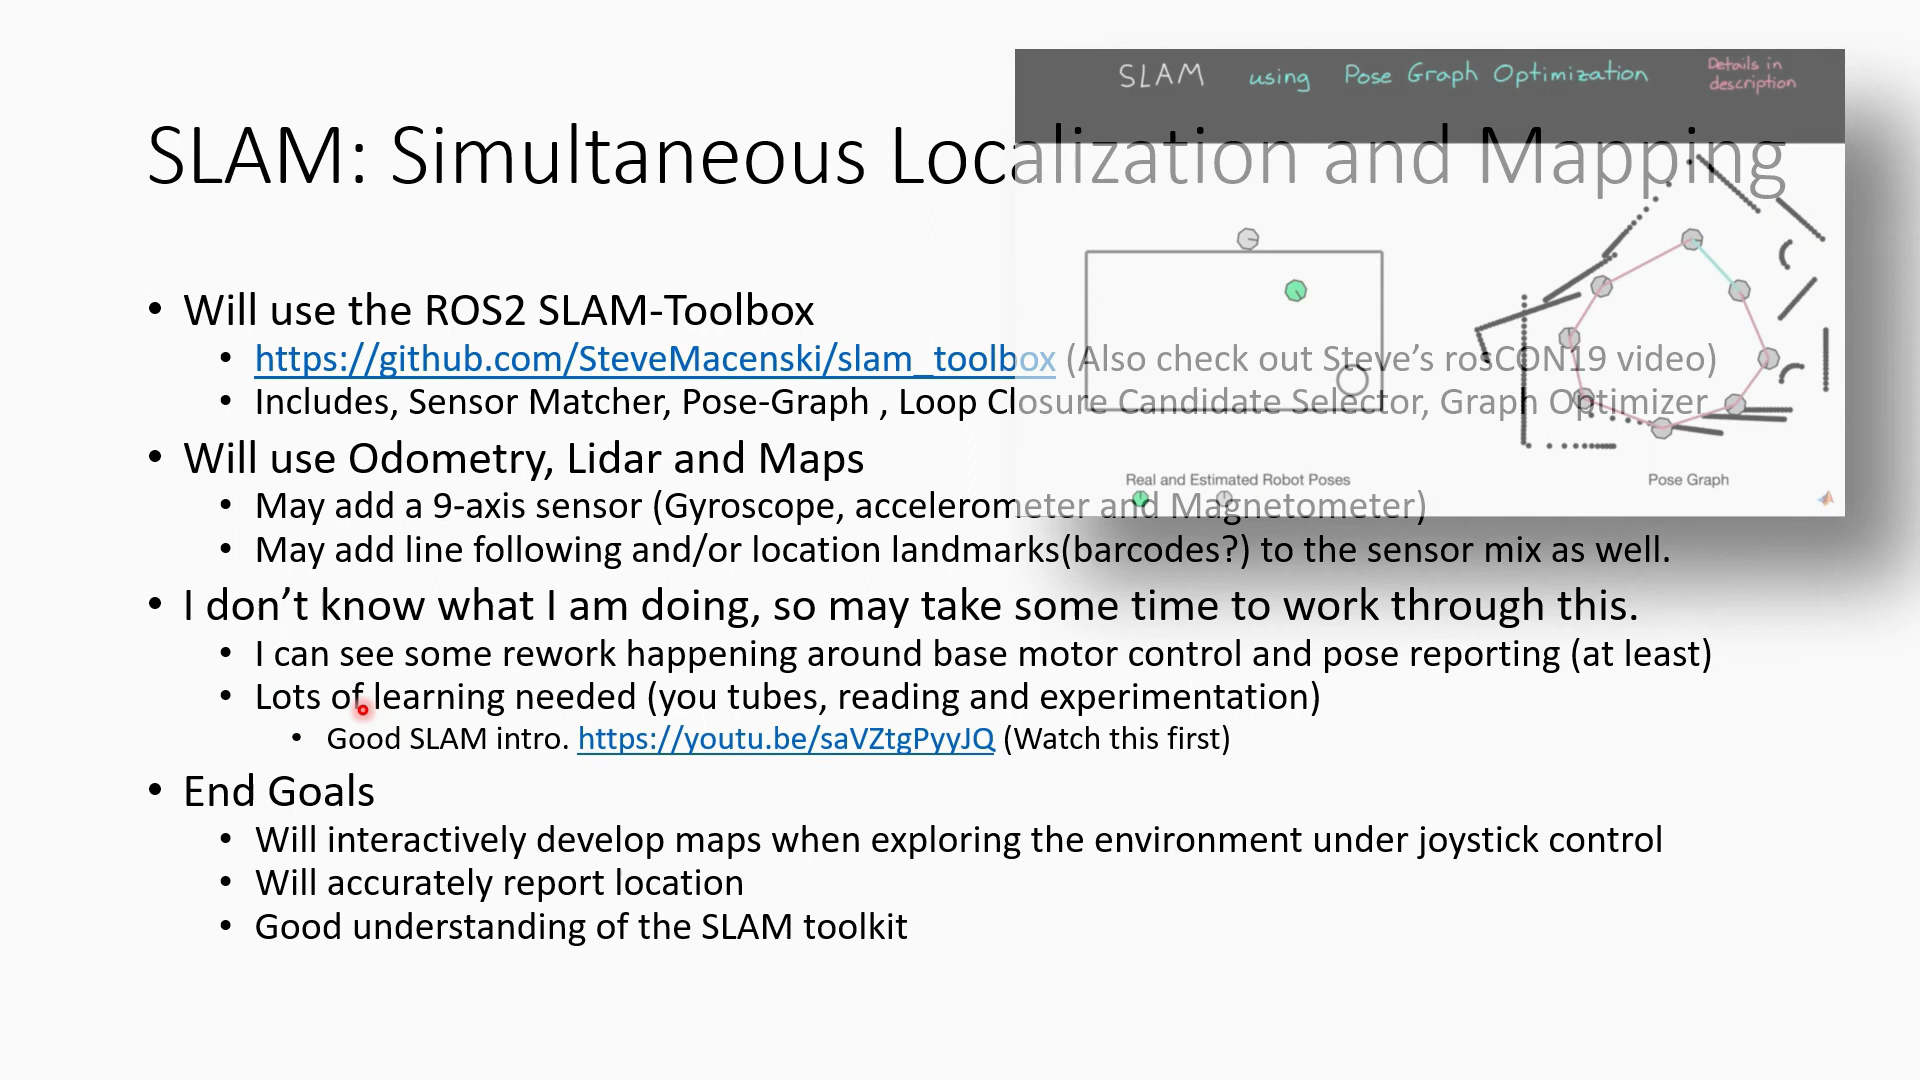 SLAM using Pose Graph Optimization
Details in
description
SLAM: Simultaneous Localization and Mapping
• Will use the ROS2 SLAM-Toolbox
• https://github.com/SteveMacenski/slam_toolbox (Also check out Steve’s rosCON19 video)
• Includes, Sensor Matcher, Pose-Graph , Loop Closure Candidate Selector, Graph Optimizer
• Will use Odometry, Lidar and Maps
Real and Estimated Robot Poses
Pose Graph
• May add a 9-axis sensor (Gyroscope, accelerometer and Magnetometer)
• May add line following and/or location landmarks(barcodes?) to the sensor mix as well.
• I don’t know what I am doing, so may take some time to work through this.
• I can see some rework happening around base motor control and pose reporting (at least)
• Lots of learning needed (you tubes, reading and experimentation)
• Good SLAM intro. https://youtu.be/saVZtgPyyJQ (Watch this first)
• End Goals
• Will interactively develop maps when exploring the environment under joystick control
• Will accurately report location
• Good understanding of the SLAM toolkit